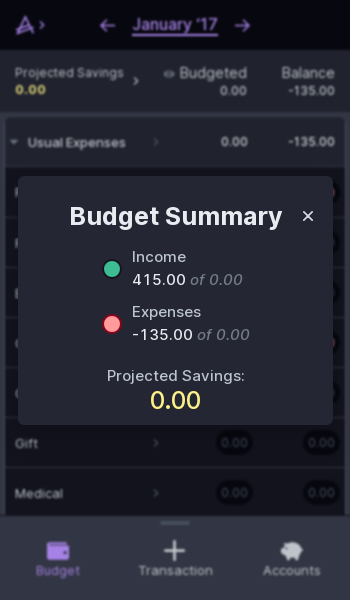 January '17
Projected Savings
0.00
Budgeted
0.00
Balance
-135.00
Usual Expenses 0.00 -135.00
Budget Summary
Income
415.00 of 0.00
Expenses
-135.00 of 0.00
Projected Savings:
0.00
Gift 0.00 0.00
Medical 0.00 0.00
Budget Transaction Accounts